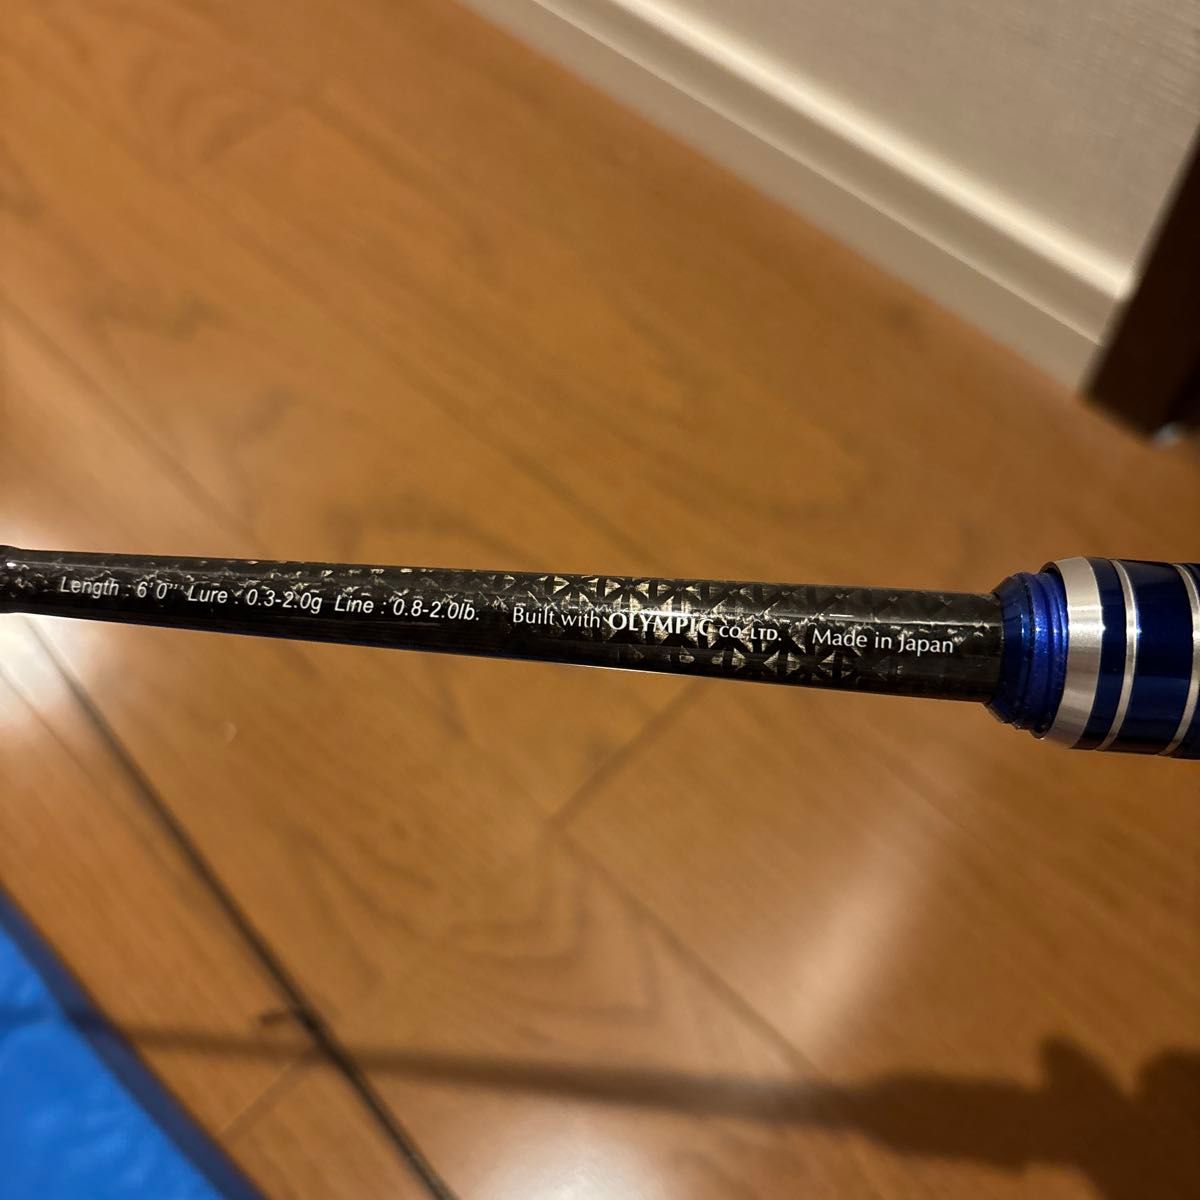 Length : 6' 0" Lure : 0.3-2.0g Line : 0.8-2.0lb. Built with OLYMPIC CO.-LTD. Made in Japan